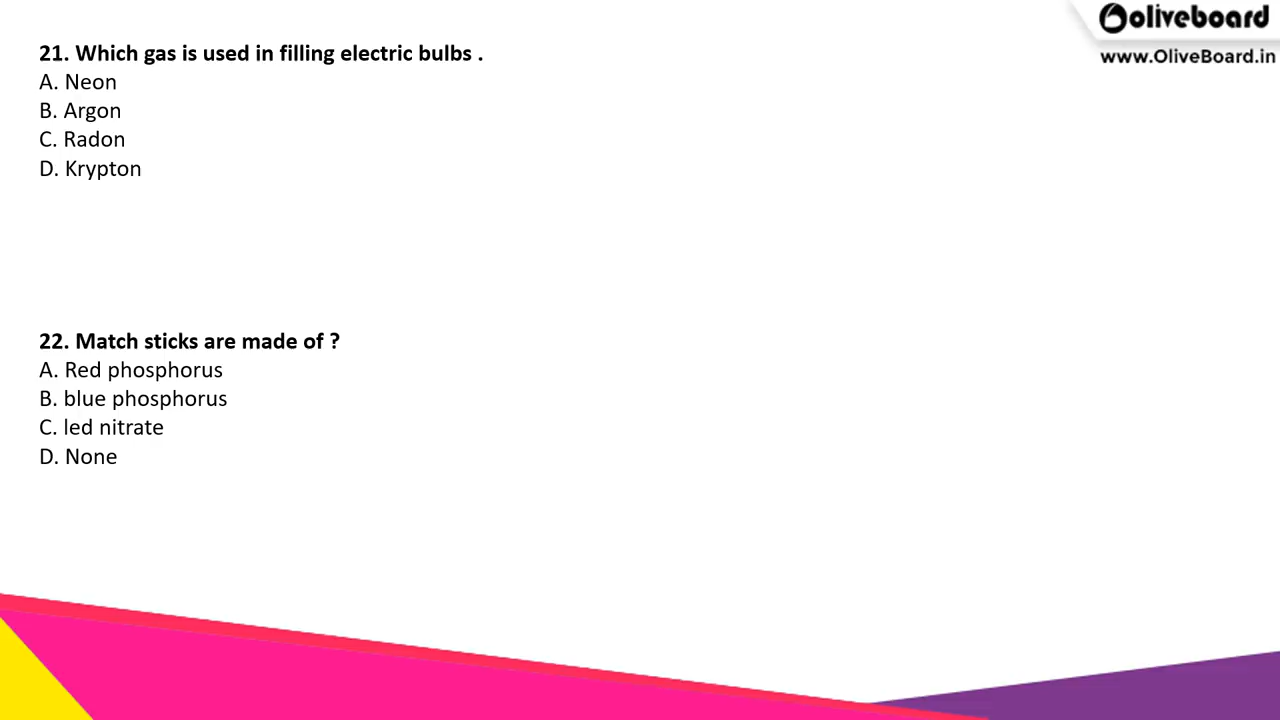 oliveboard
www.OliveBoard.in
21. Which gas is used in filling electric bulbs .
A. Neon
B. Argon
C. Radon
D. Krypton
22. Match sticks are made of ?
A. Red phosphorus
B. blue phosphorus
C. led nitrate
D. None